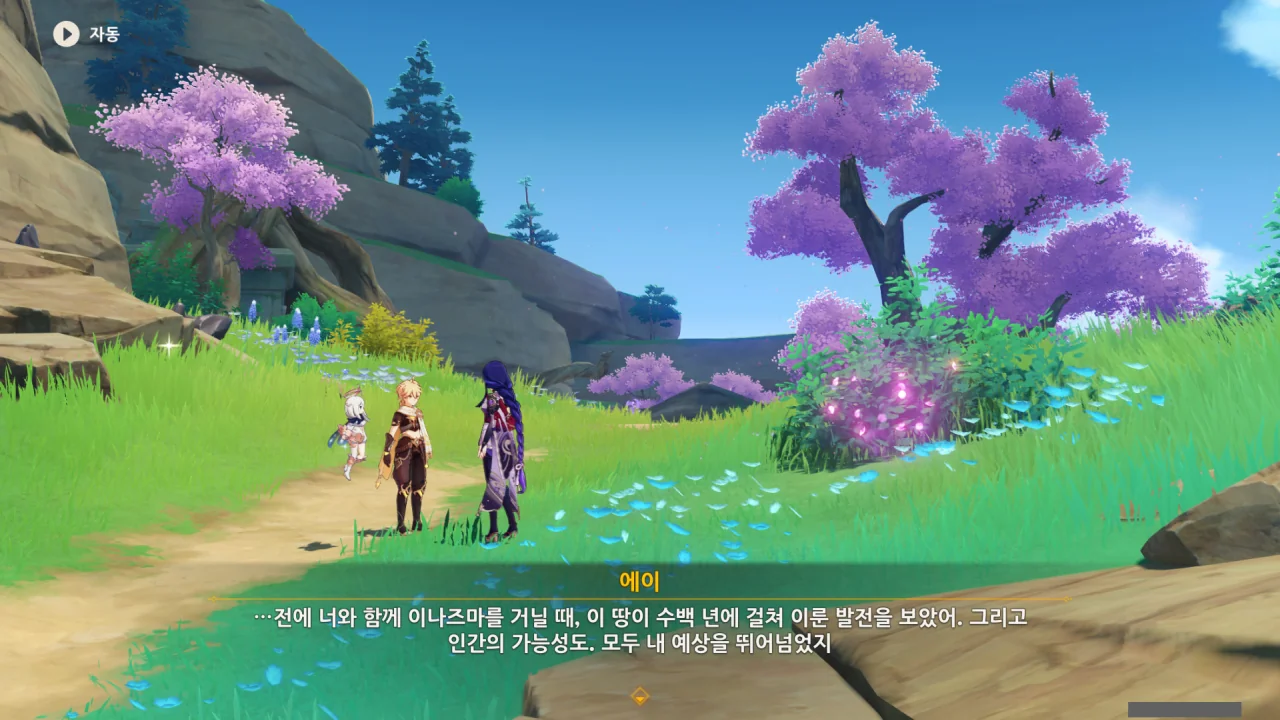 자동
에이
…전에 너와 함께 이나즈마를 거닐 때, 이 땅이 수백 년에 걸쳐 이룬 발전을 보았어. 그리고
인간의 가능성도. 모두 내 예상을 뛰어넘었지